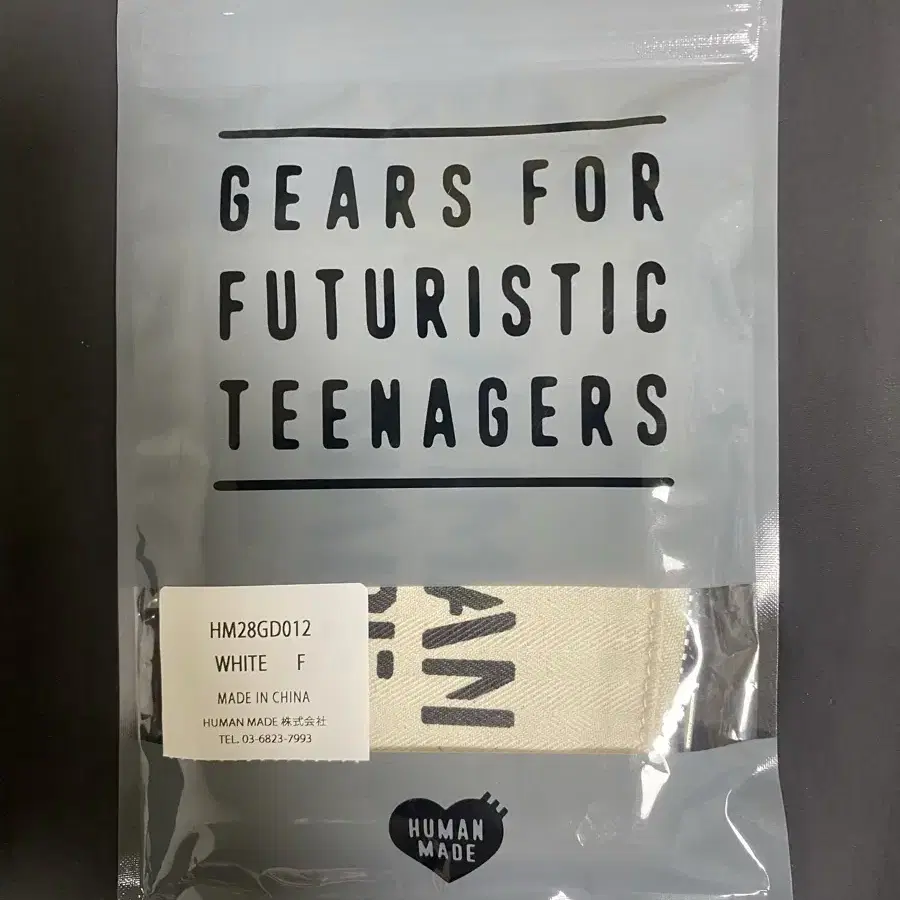 GEARS FOR
FUTURISTIC
TEENAGERS
HM28GD012
WHITE F
MADE IN CHINA
HUMAN MADE 株式会社
TEL. 03-6823-7993
AN
HUMAN
MADE